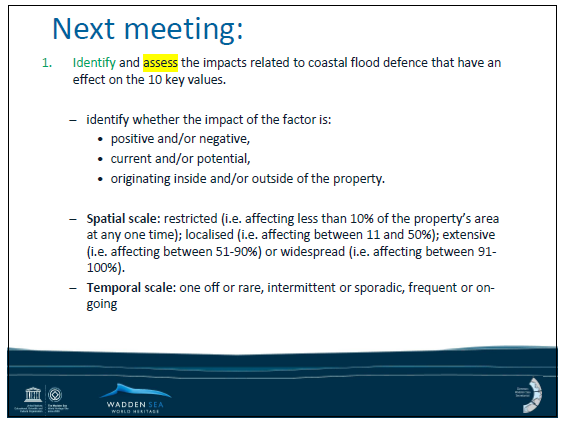 Next meeting:
1. Identify and assess the impacts related to coastal flood defence that have an
effect on the 10 key values.
– identify whether the impact of the factor is:
• positive and/or negative,
• current and/or potential,
• originating inside and/or outside of the property.
– Spatial scale: restricted (i.e. affecting less than 10% of the property's area
at any one time); localised (i.e. affecting between 11 and 50%); extensive
(i.e. affecting between 51-90%) or widespread (i.e. affecting between 91-
100%).
– Temporal scale: one off or rare, intermittent or sporadic, frequent or on-
going
WADDEN SEA
WORLD HERITAGE